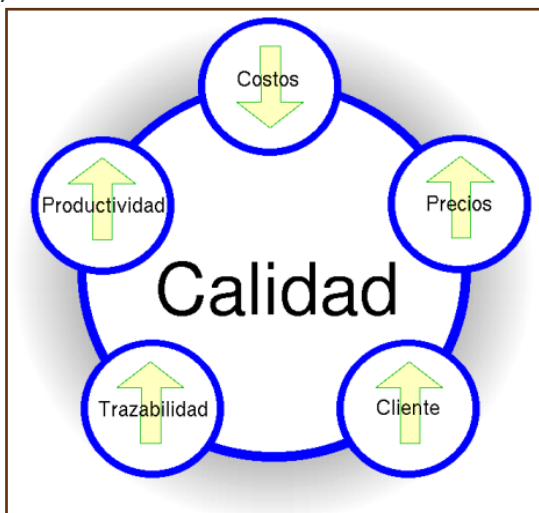 Costos
Productividad
Precios
Calidad
Trazabilidad
Cliente